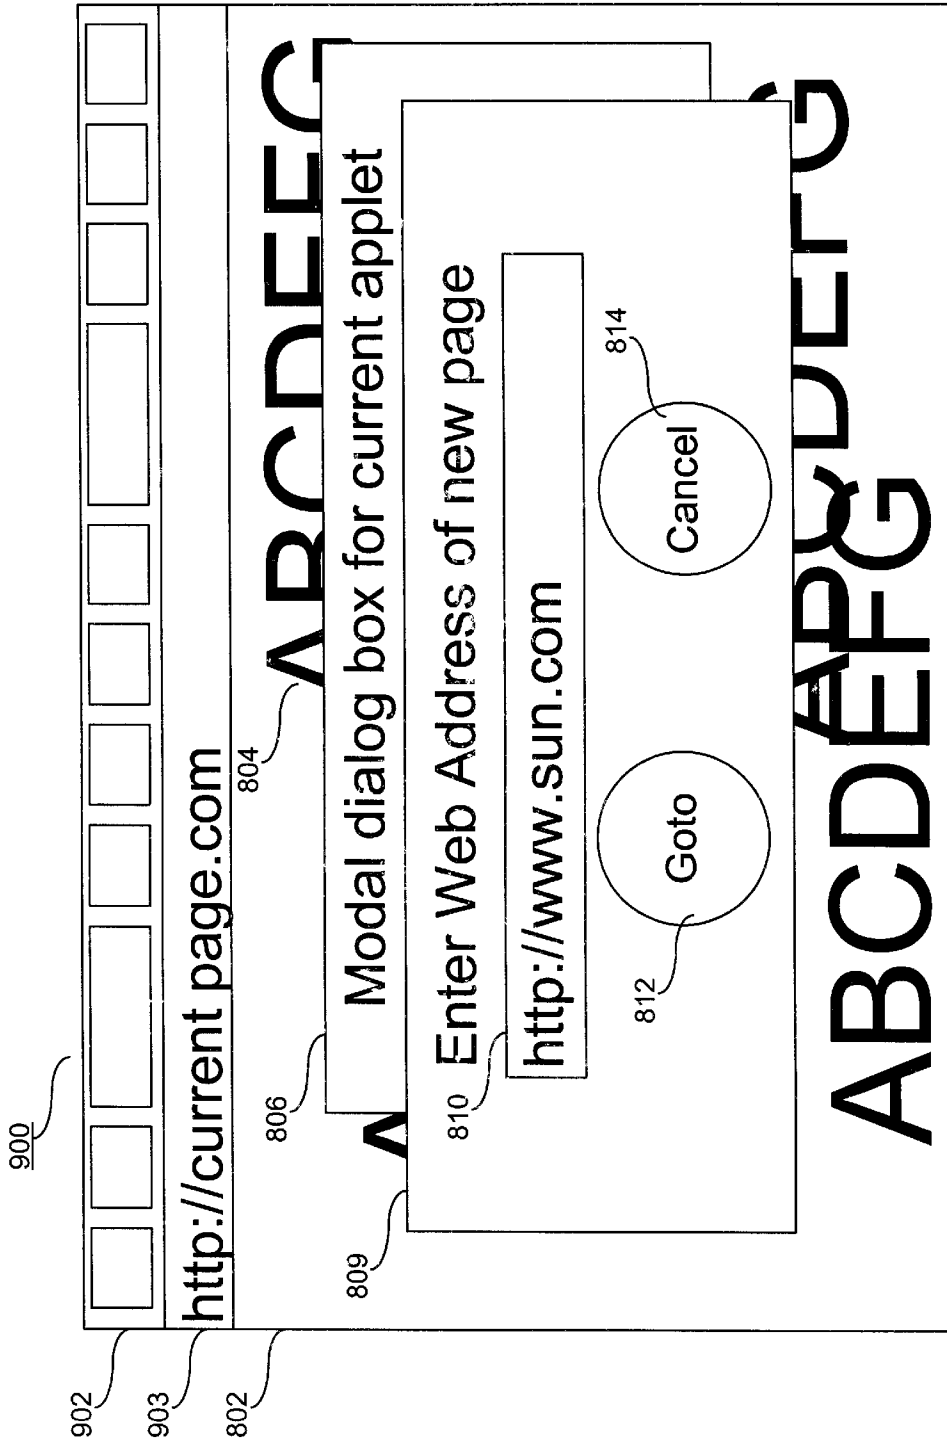 900
902
903
http://current page.com
802
804
ABCDEFG
806
Modal dialog box for current applet
A
809
Enter Web Address of new page
810
http://www.sun.com
812
Goto
Cancel
814
ABCDEFG
ABCDEFG